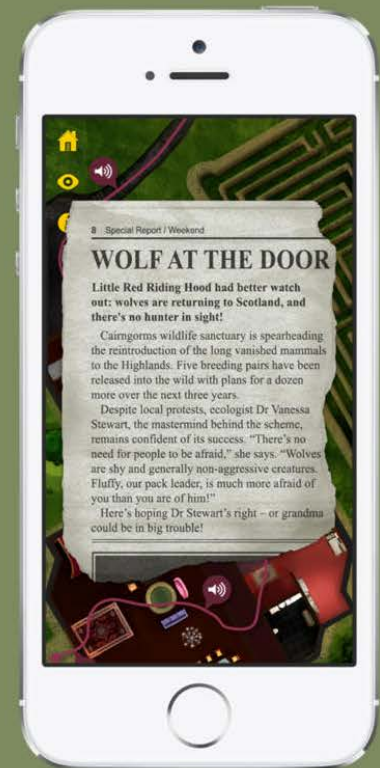 8 Special Report / Weekend
WOLF AT THE DOOR
Little Red Riding Hood had better watch
out: wolves are returning to Scotland, and
there's no hunter in sight!
Cairngorms wildlife sanctuary is spearheading
the reintroduction of the long vanished mammals
to the Highlands. Five breeding pairs have been
released into the wild with plans for a dozen
more over the next three years.
Despite local protests, ecologist Dr Vanessa
Stewart, the mastermind behind the scheme,
remains confident of its success. “There's no
need for people to be afraid,” she says. “Wolves
are shy and generally non-aggressive creatures.
Fluffy, our pack leader, is much more afraid of
you than you are of him!”
Here's hoping Dr Stewart's right – or grandma
could be in big trouble!